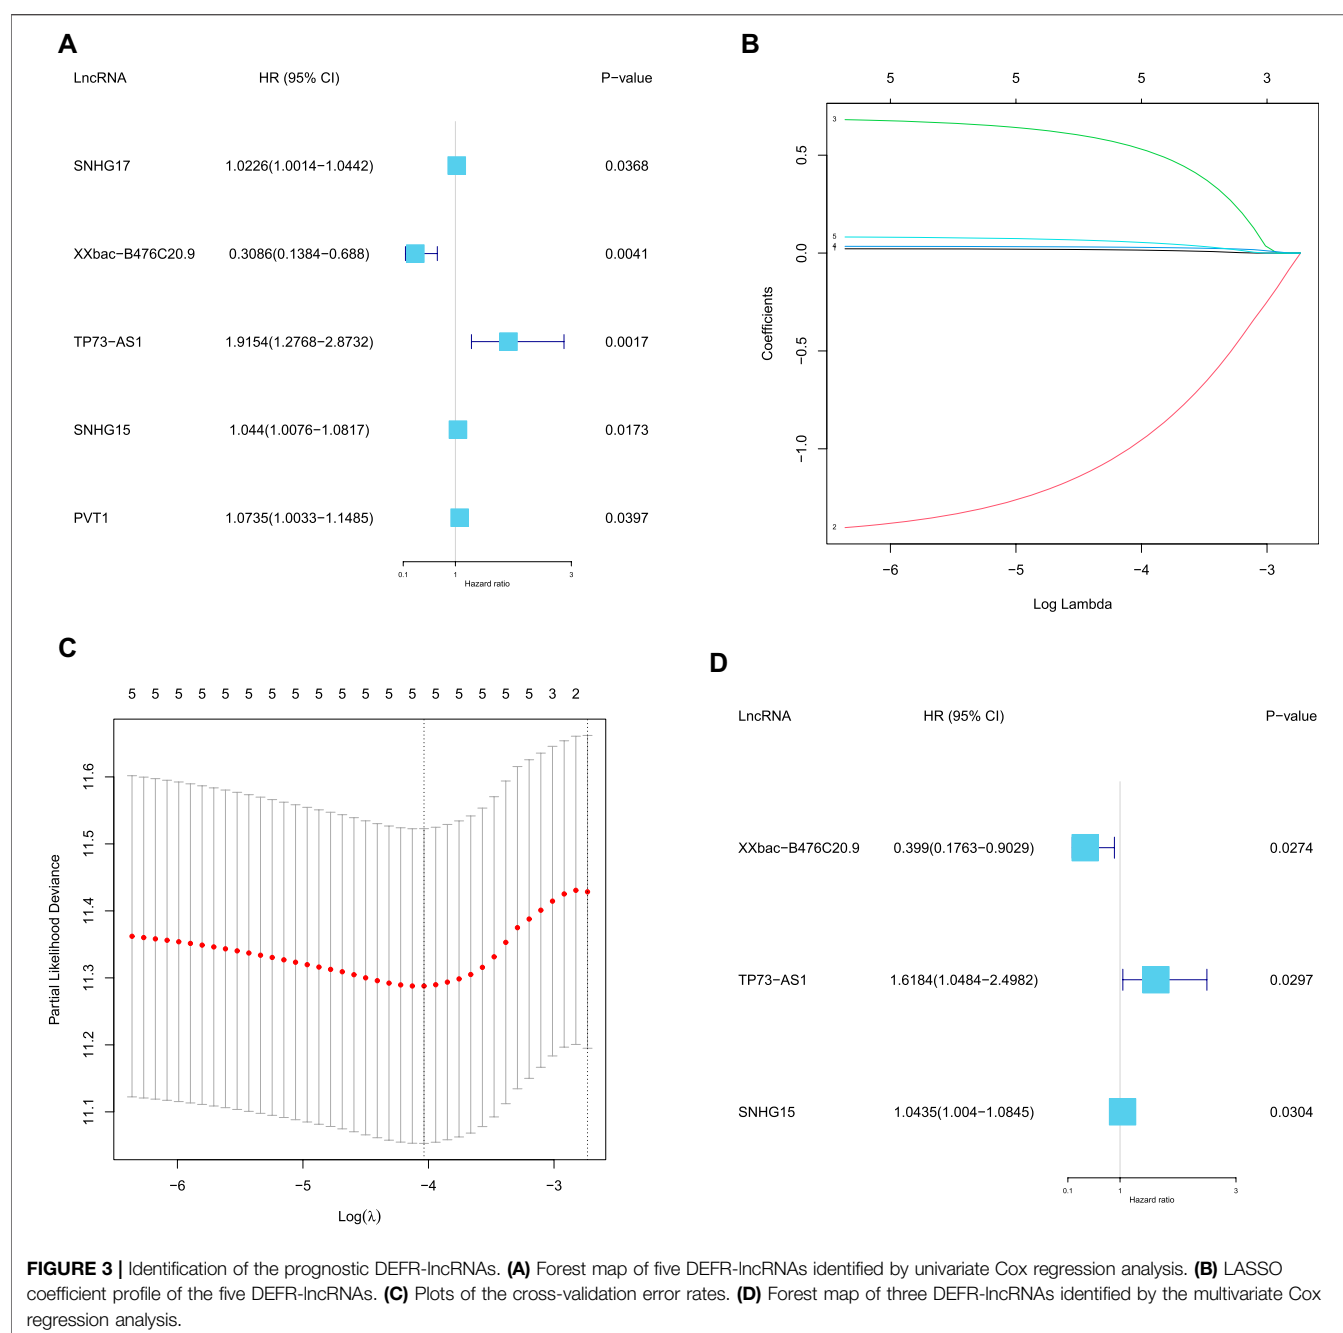 A
LncRNA HR (95% CI) P−value
SNHG17 1.0226(1.0014−1.0442) 0.0368
XXbac−B476C20.9 0.3086(0.1384−0.688) 0.0041
TP73−AS1 1.9154(1.2768−2.8732) 0.0017
SNHG15 1.044(1.0076−1.0817) 0.0173
PVT1 1.0735(1.0033−1.1485) 0.0397
0.1 1 3
Hazard ratio
B
5 5 5 3
Coefficients
0.5
0.0
−0.5
−1.0
3
5
4
2
−6 −5 −4 −3
Log Lambda
C
5 5 5 5 5 5 5 5 5 5 5 5 5 5 5 5 5 5 3 2
Partial Likelihood Deviance
11.6
11.5
11.4
11.3
11.2
11.1
−6 −5 −4 −3
Log(λ)
D
LncRNA HR (95% CI) P−value
XXbac−B476C20.9 0.399(0.1763−0.9029) 0.0274
TP73−AS1 1.6184(1.0484−2.4982) 0.0297
SNHG15 1.0435(1.004−1.0845) 0.0304
0.1 1 3
Hazard ratio
FIGURE 3 | Identification of the prognostic DEFR-lncRNAs. (A) Forest map of five DEFR-lncRNAs identified by univariate Cox regression analysis. (B) LASSO
coefficient profile of the five DEFR-lncRNAs. (C) Plots of the cross-validation error rates. (D) Forest map of three DEFR-lncRNAs identified by the multivariate Cox
regression analysis.